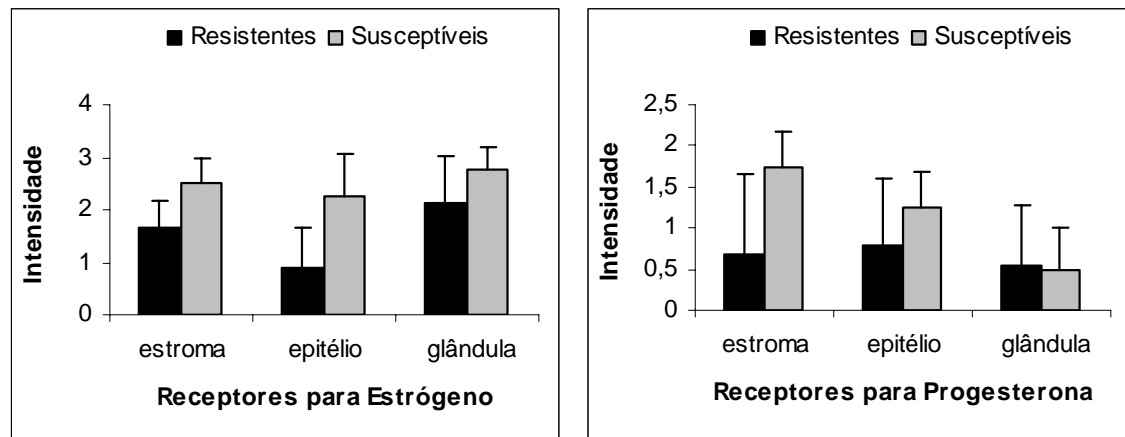 Resistentes Susceptíveis
Intensidade
4
3
2
1
0
estroma epitélio glândula
Receptores para Estrógeno
Resistentes Susceptíveis
Intensidade
2,5
2
1,5
1
0,5
0
estroma epitélio glândula
Receptores para Progesterona